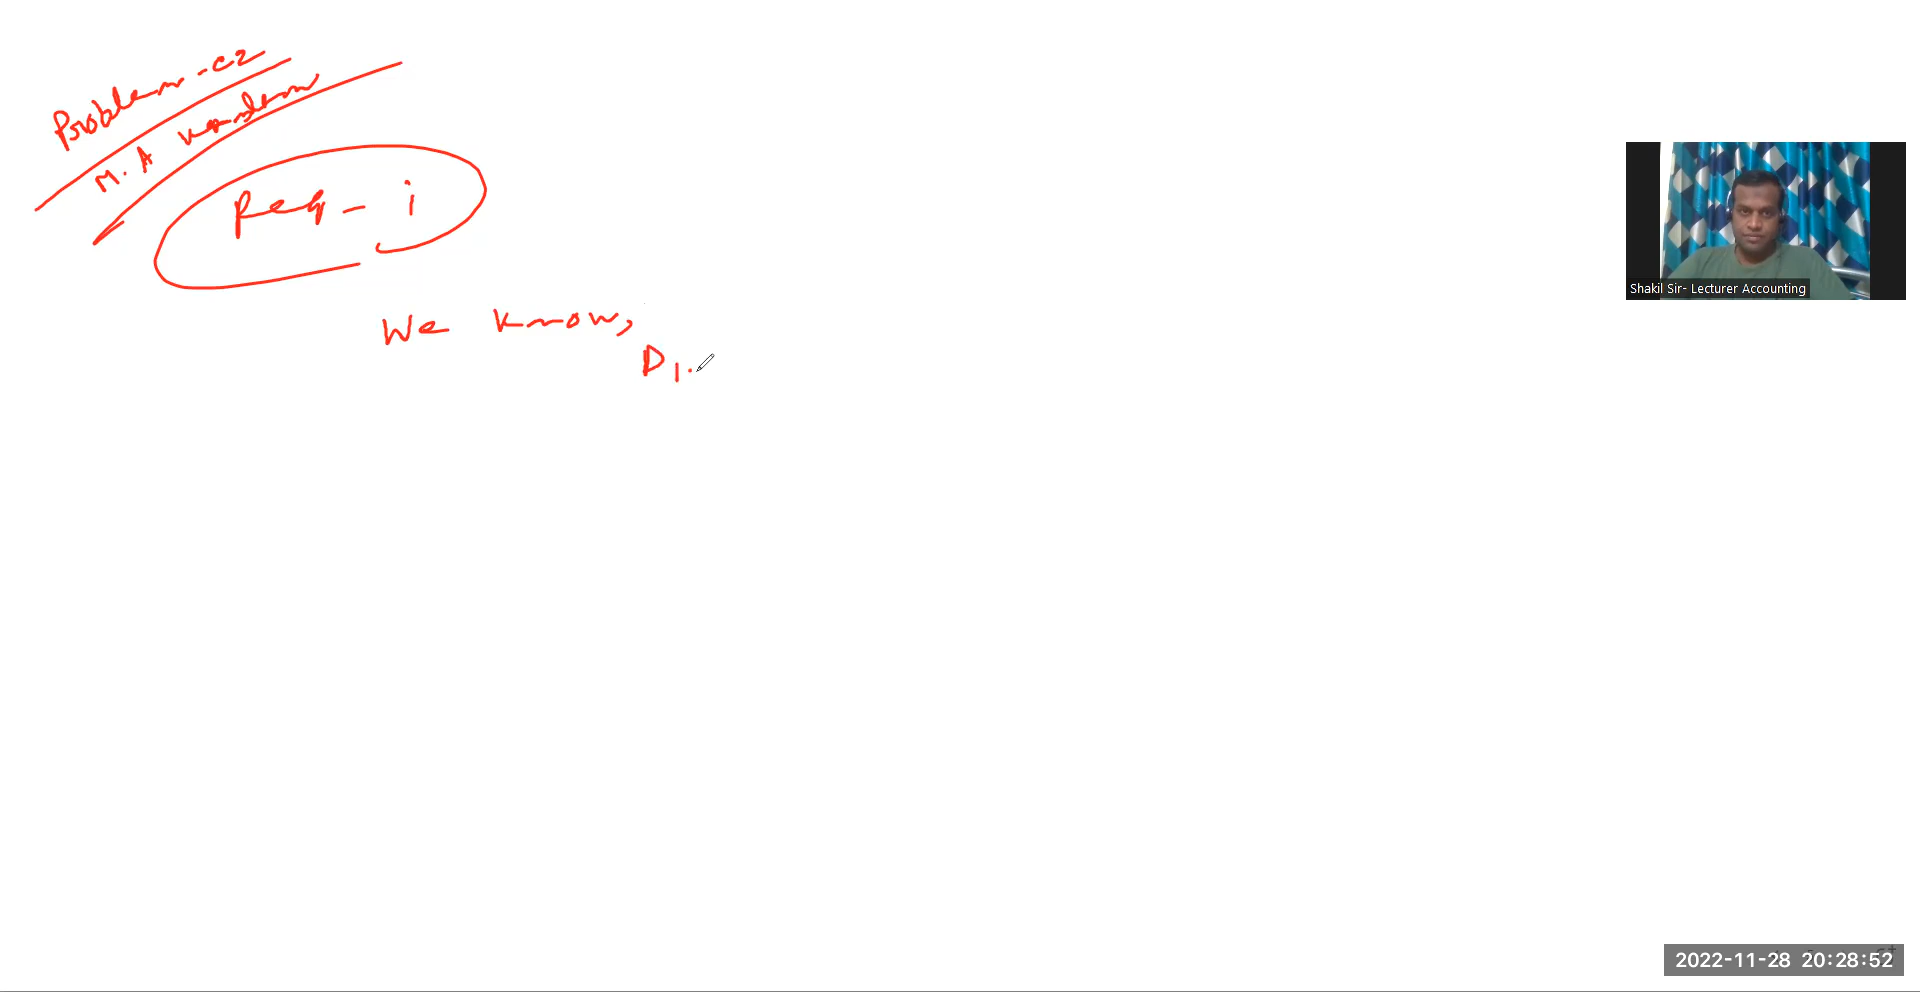 Problem - C2
M. A
Req - i
We know,
D1.
Shakil Sir- Lecturer Accounting
2022-11-28 20:28:52